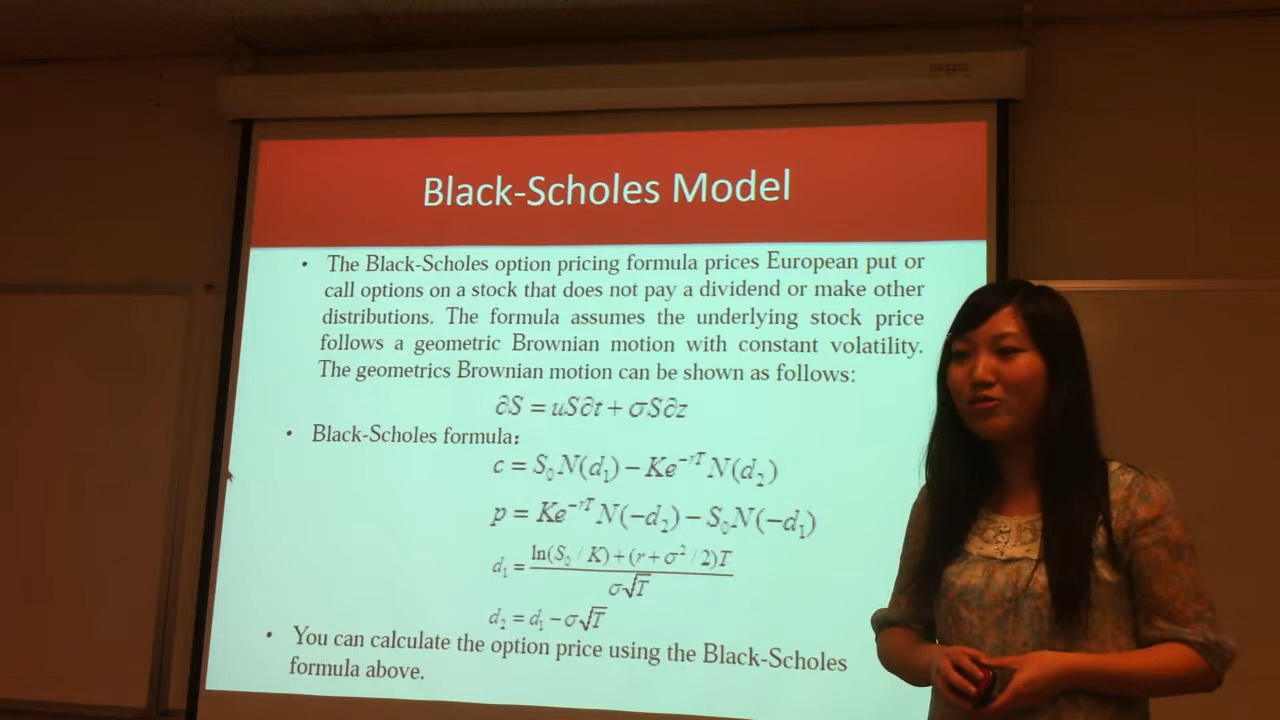 Black-Scholes Model
• The Black-Scholes option pricing formula prices European put or
call options on a stock that does not pay a dividend or make other
distributions. The formula assumes the underlying stock price
follows a geometric Brownian motion with constant volatility.
The geometrics Brownian motion can be shown as follows:
∂S = uS∂t + σS∂z
• Black-Scholes formula:
c = S₀N(d₁) − Ke^(−rT) N(d₂)
p = Ke^(−rT) N(−d₂) − S₀N(−d₁)
d₁ = (ln(S₀ / K) + (r + σ² / 2)T) / (σ√T)
d₂ = d₁ − σ√T
• You can calculate the option price using the Black-Scholes
formula above.